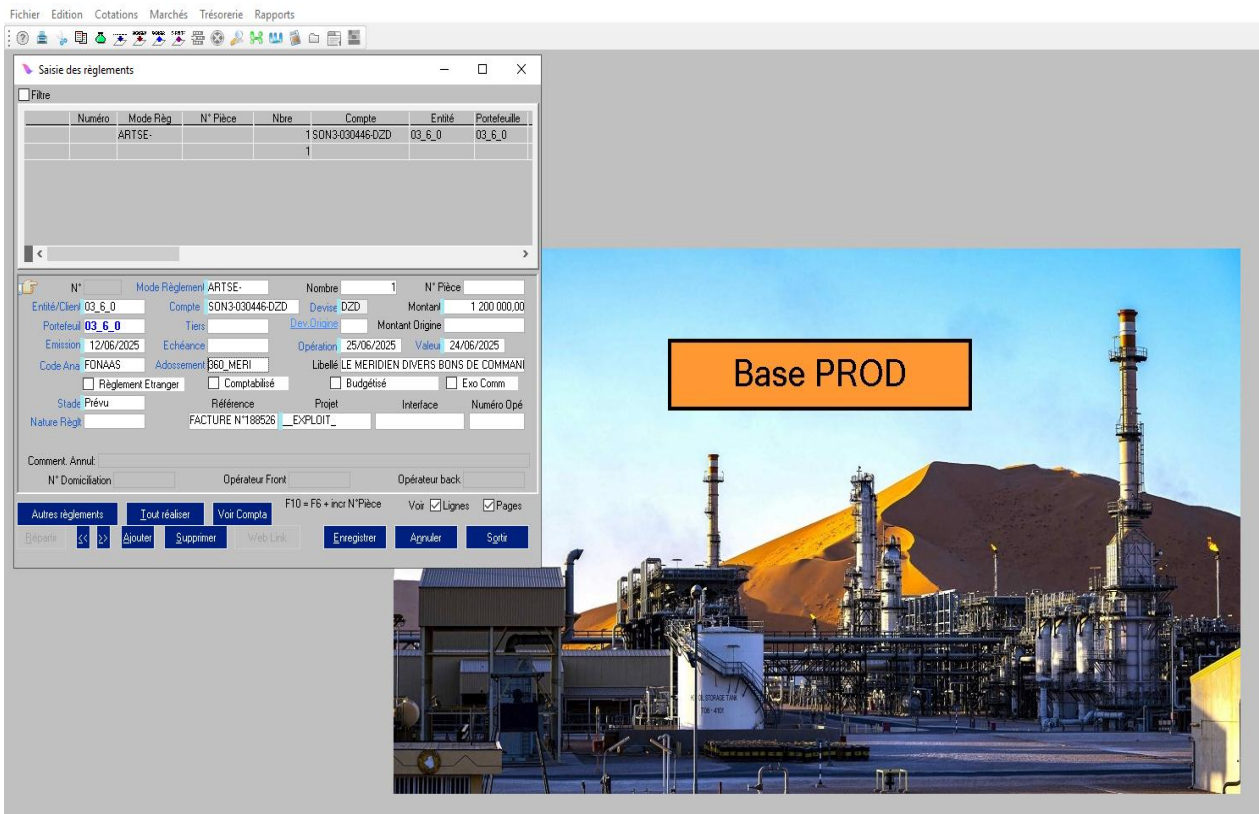 Fichier Edition Cotations Marchés Trésorerie Rapports
Saisie des règlements
Filtre
Numéro Mode Règ N° Pièce Nbre Compte Entité Portefeuille
ARTSE- 1 SON3-030446-DZD 03_6_0 03_6_0
1
N° Mode Règlement ARTSE- Nombre 1 N° Pièce
Entité/Client 03_6_0 Compte SON3-030446-DZD Devise DZD Montant 1 200 000,00
Portefeuil 03_6_0 Tiers Dev.Origine Montant Origine
Emission 12/06/2025 Echéance Opération 25/06/2025 Valeur 24/06/2025
Code Ana FONAAS Adossement 360_MERI Libellé LE MERIDIEN DIVERS BONS DE COMMAN
Règlement Etranger Comptabilisé Budgétisé Exo Comm
Stade Prévu Référence Projet Interface Numéro Opé
Nature Règlt FACTURE N°188526 __EXPLOIT_
Comment. Annul:
N° Domiciliation Opérateur Front Opérateur back
Autres règlements Tout réaliser Voir Compta F10 = F6 + incr N°Pièce Voir Lignes Pages
Répartir << >> Ajouter Supprimer Web Link Enregistrer Annuler Sortir
Base PROD
OIL STORAGE TANK